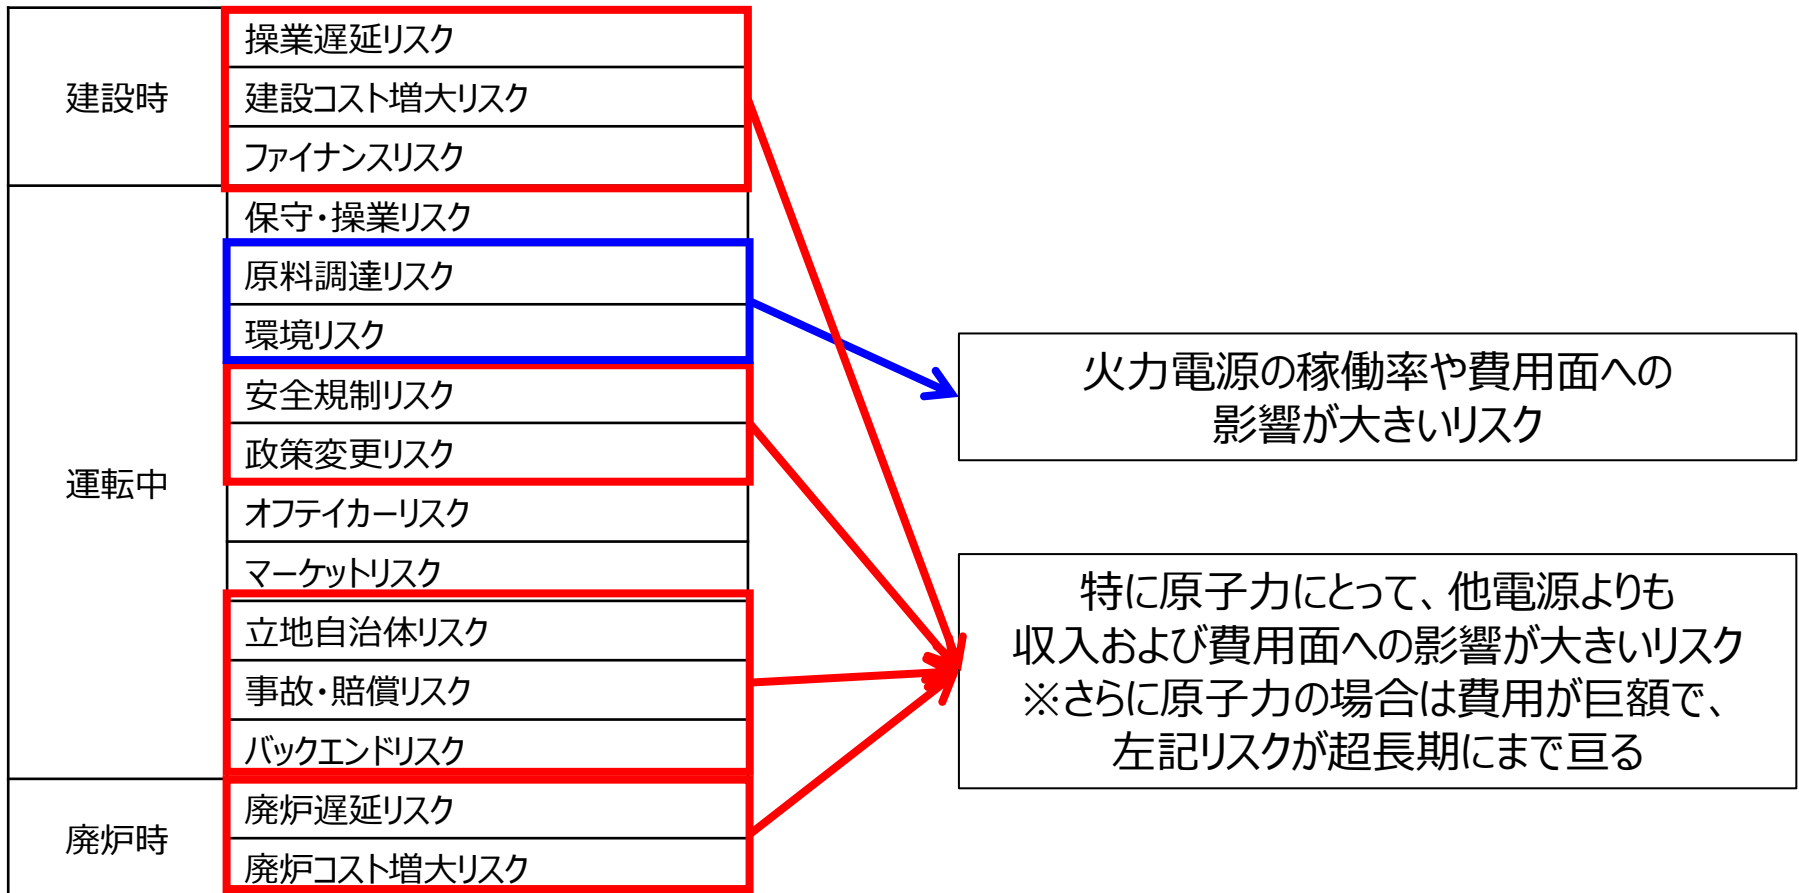 建設時
操業遅延リスク
建設コスト増大リスク
ファイナンスリスク
運転中
保守・操業リスク
原料調達リスク
環境リスク
安全規制リスク
政策変更リスク
オフテイカーリスク
マーケットリスク
立地自治体リスク
事故・賠償リスク
バックエンドリスク
廃炉時
廃炉遅延リスク
廃炉コスト増大リスク
火力電源の稼働率や費用面への
影響が大きいリスク
特に原子力にとって、他電源よりも
収入および費用面への影響が大きいリスク
※さらに原子力の場合は費用が巨額で、
左記リスクが超長期にまで亘る